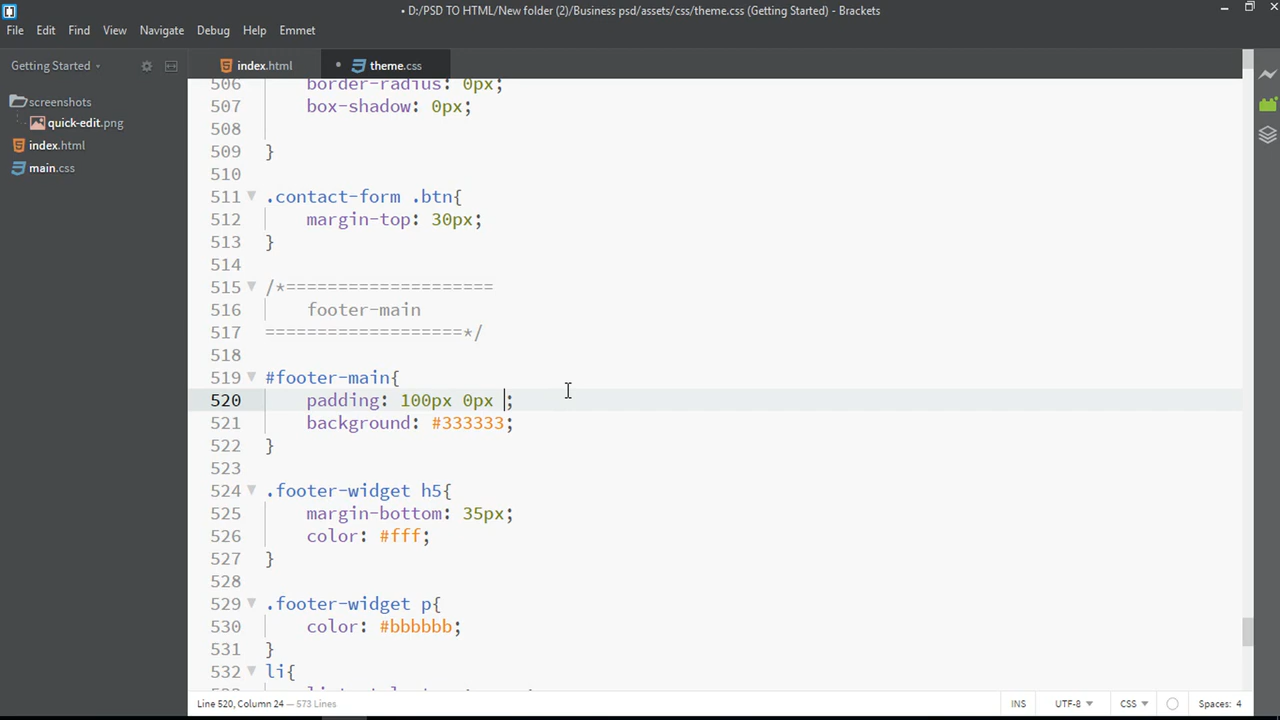 • D:/PSD TO HTML/New folder (2)/Business psd/assets/css/theme.css (Getting Started) - Brackets
File Edit Find View Navigate Debug Help Emmet
Getting Started
index.html
• theme.css
screenshots
quick-edit.png
index.html
main.css
506 border-radius: 0px;
507 box-shadow: 0px;
508
509 }
510
511 .contact-form .btn{
512 margin-top: 30px;
513 }
514
515 /*====================
516 footer-main
517 ===================*/
518
519 #footer-main{
520 padding: 100px 0px ;
521 background: #333333;
522 }
523
524 .footer-widget h5{
525 margin-bottom: 35px;
526 color: #fff;
527 }
528
529 .footer-widget p{
530 color: #bbbbbb;
531 }
532 li{
Line 520, Column 24 — 573 Lines
INS UTF-8 CSS Spaces: 4